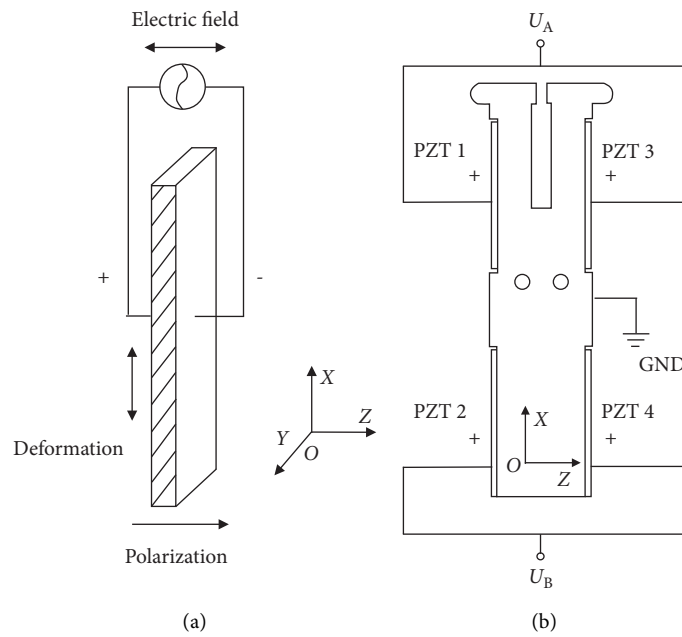 Electric field
+
-
Deformation
Polarization
X
Y
Z
O
(a)
U_A
PZT 1
PZT 3
+
+
GND
PZT 2
PZT 4
+
+
X
O
Z
U_B
(b)